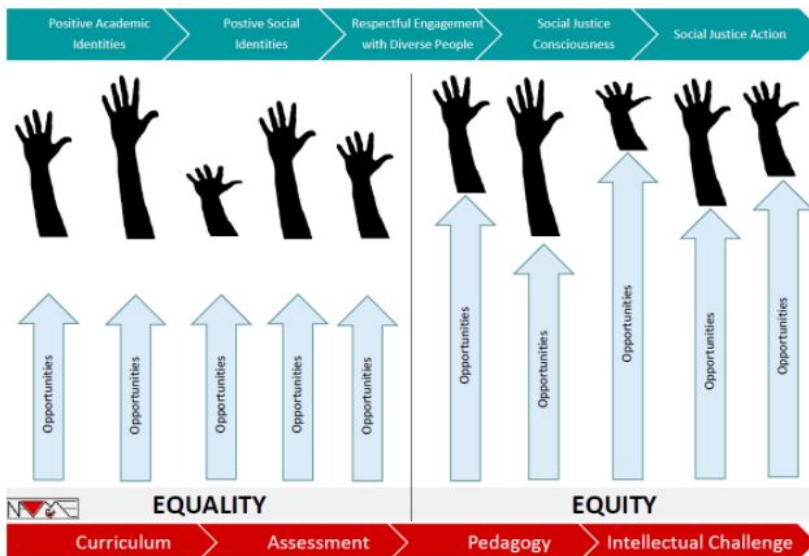 Positive Academic
Identities
Postive Social
Identities
Respectful Engagement
with Diverse People
Social Justice
Consciousness
Social Justice Action
Opportunities
Opportunities
Opportunities
Opportunities
Opportunities
Opportunities
Opportunities
Opportunities
Opportunities
Opportunities
NAME
EQUALITY
EQUITY
Curriculum
Assessment
Pedagogy
Intellectual Challenge